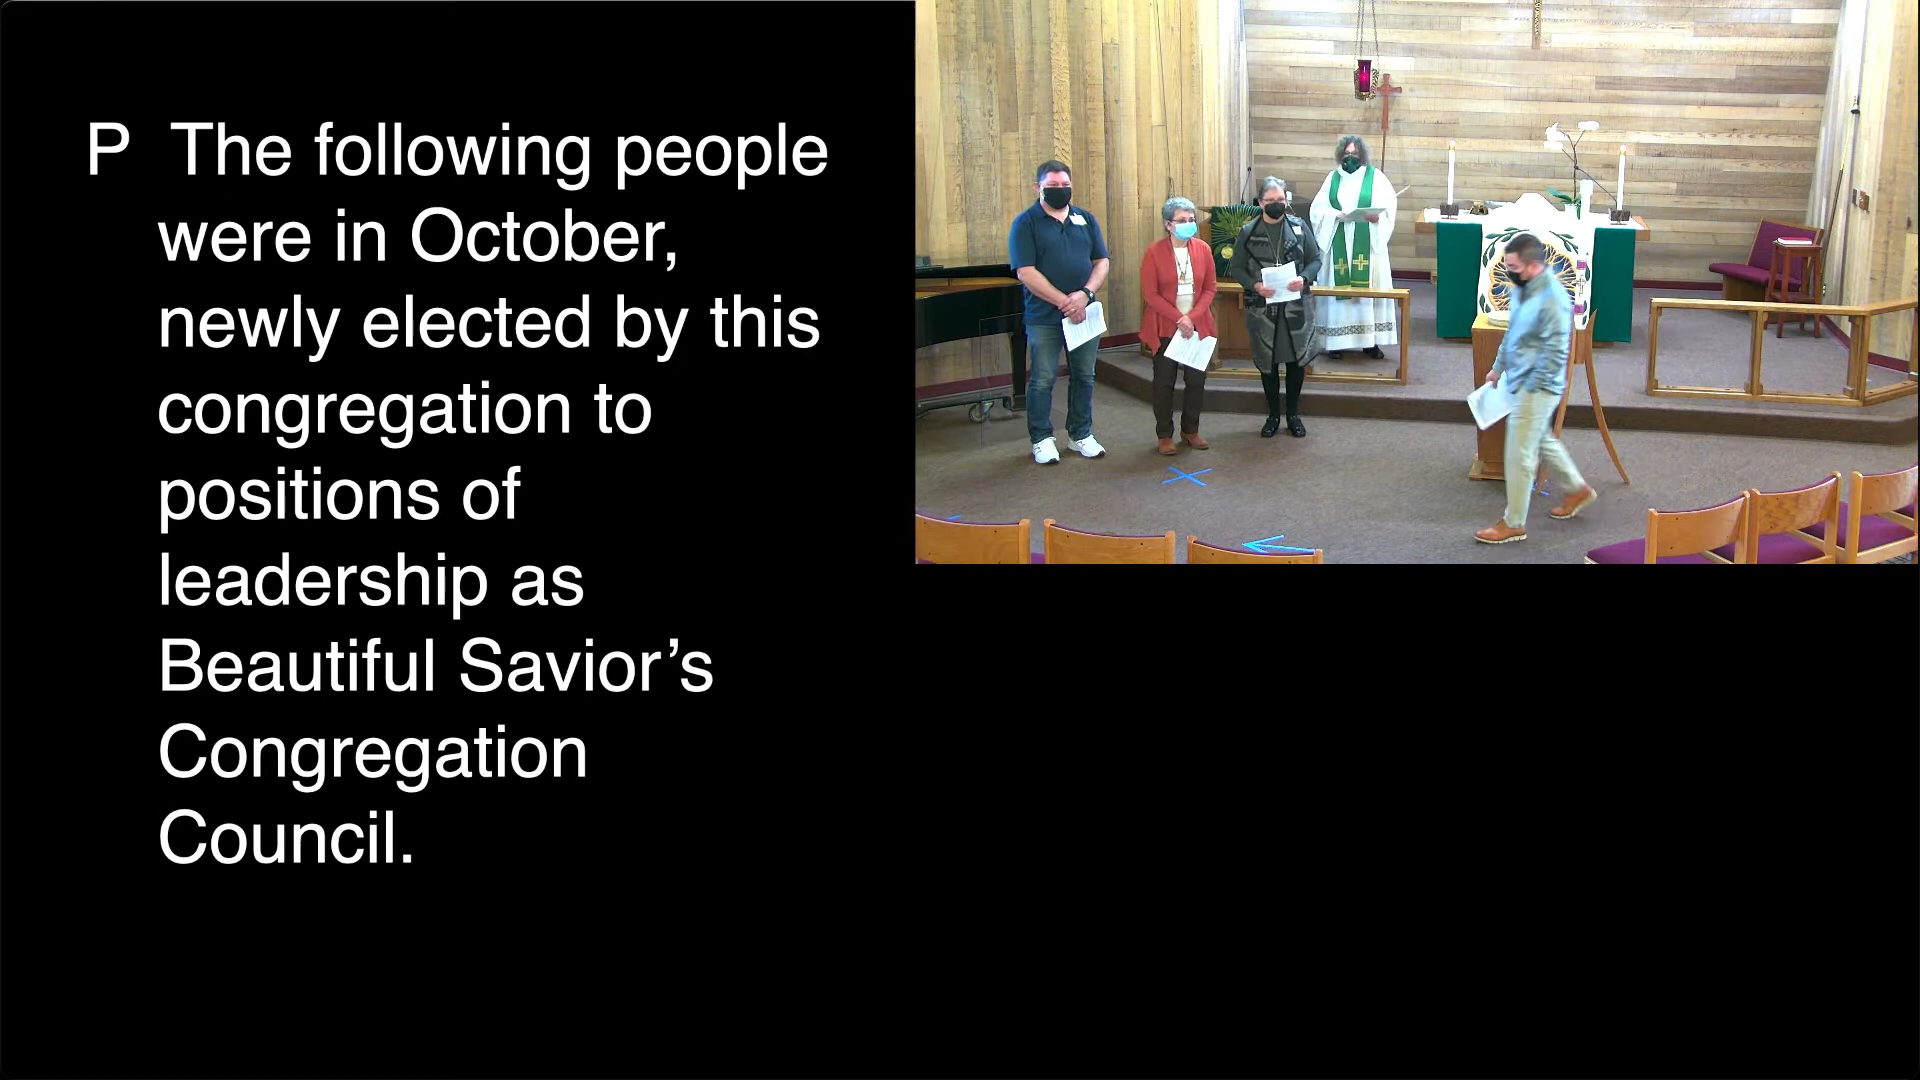 P The following people
were in October,
newly elected by this
congregation to
positions of
leadership as
Beautiful Savior’s
Congregation
Council.